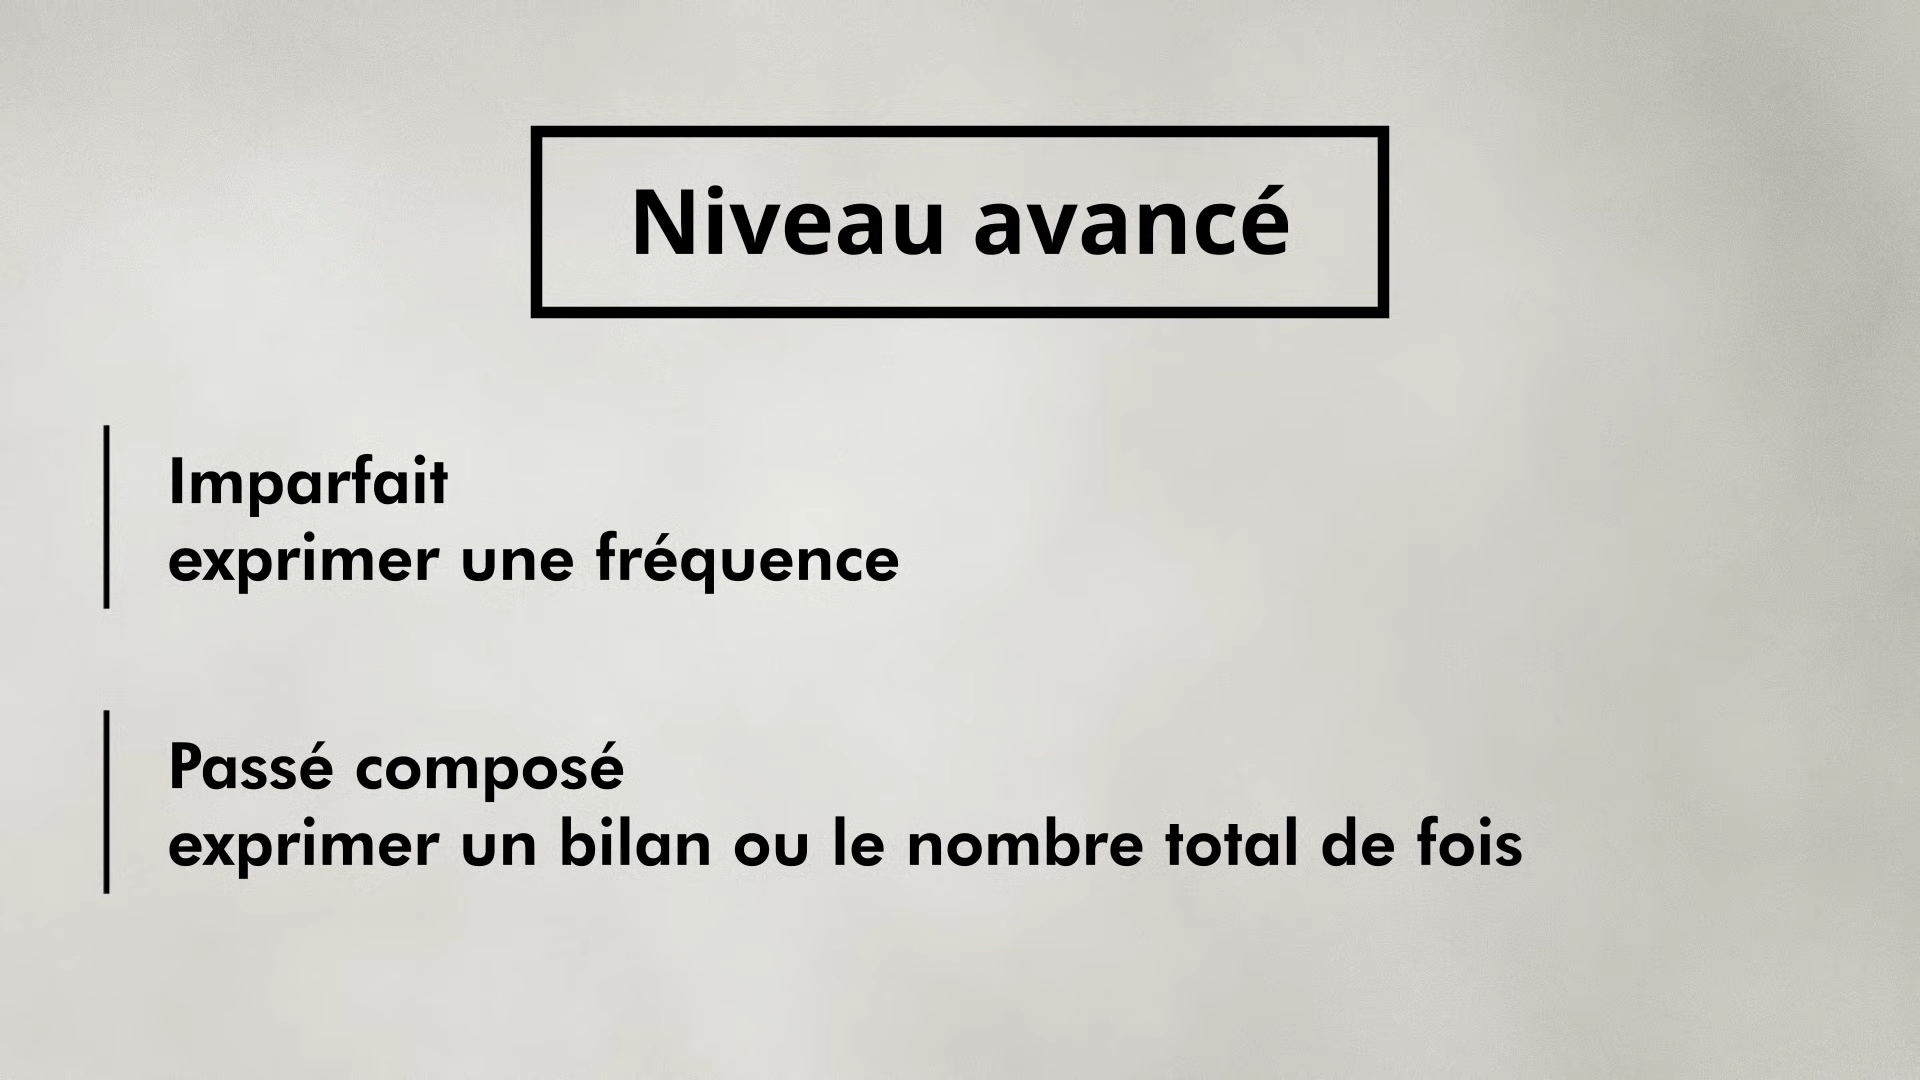 Niveau avancé
Imparfait
exprimer une fréquence
Passé composé
exprimer un bilan ou le nombre total de fois